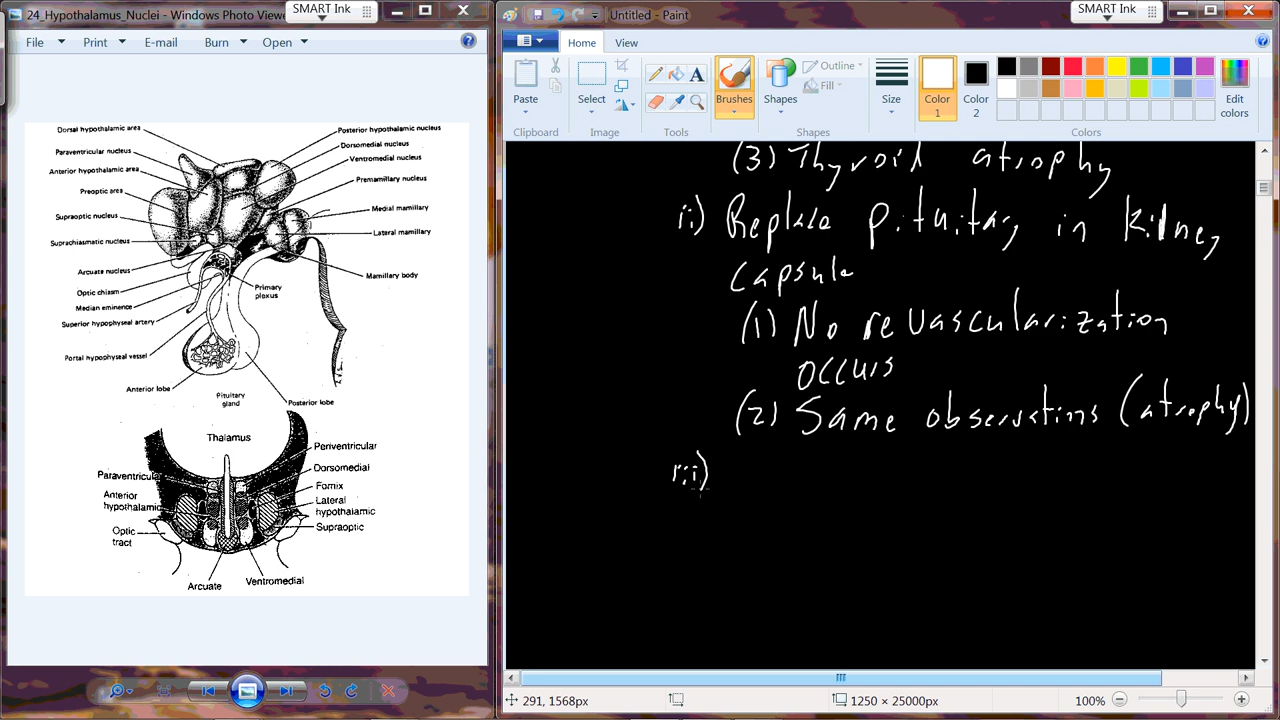 24_Hypothalamus_Nuclei - Windows Photo Viewe
SMART Ink
File
Print
E-mail
Burn
Open
Dorsal hypothalamic area
Paraventricular nucleus
Anterior hypothalamic area
Preoptic area
Supraoptic nucleus
Suprachiasmatic nucleus
Arcuate nucleus
Optic chiasm
Median eminence
Superior hypophyseal artery
Portal hypophyseal vessel
Anterior lobe
Posterior hypothalamic nucleus
Dorsomedial nucleus
Ventromedial nucleus
Premamillary nucleus
Medial mamillary
Lateral mamillary
Mamillary body
Primary
plexus
Pituitary
gland
Posterior lobe
Thalamus
Paraventricular
Anterior
hypothalamic
Optic
tract
Arcuate
Periventricular
Dorsomedial
Fornix
Lateral
hypothalamic
Supraoptic
Ventromedial
Untitled - Paint
SMART Ink
Home
View
Paste
Clipboard
Select
Image
Tools
Brushes
Shapes
Outline
Fill
Shapes
Size
Color
1
Color
2
Edit
colors
Colors
(3) Thyroid atrophy
ii) Replace pituitary in kidney
capsule
(1) No revascularization
occurs
(2) Same observations (atrophy)
iii)
291, 1568px
1250 × 25000px
100%